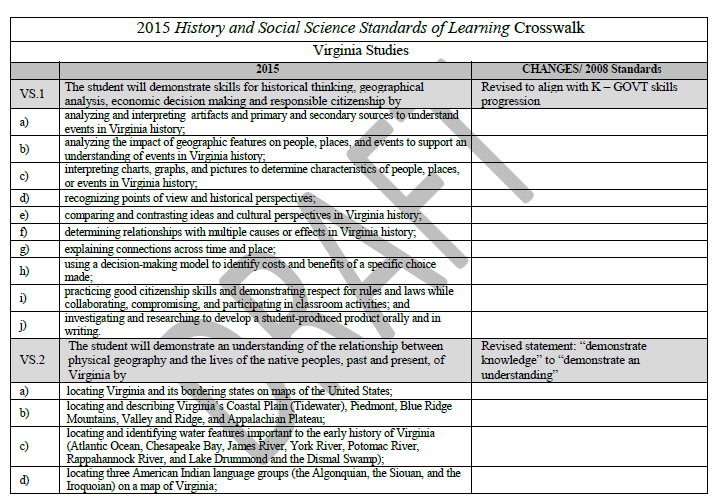 2015 History and Social Science Standards of Learning Crosswalk
Virginia Studies
2015 CHANGES/ 2008 Standards
VS.1 The student will demonstrate skills for historical thinking, geographical Revised to align with K – GOVT skills
analysis, economic decision making and responsible citizenship by progression
a) analyzing and interpreting artifacts and primary and secondary sources to understand
events in Virginia history;
b) analyzing the impact of geographic features on people, places, and events to support an
understanding of events in Virginia history;
c) interpreting charts, graphs, and pictures to determine characteristics of people, places,
or events in Virginia history;
d) recognizing points of view and historical perspectives;
e) comparing and contrasting ideas and cultural perspectives in Virginia history;
f) determining relationships with multiple causes or effects in Virginia history;
g) explaining connections across time and place;
h) using a decision-making model to identify costs and benefits of a specific choice
made;
i) practicing good citizenship skills and demonstrating respect for rules and laws while
collaborating, compromising, and participating in classroom activities; and
j) investigating and researching to develop a student-produced product orally and in
writing.
VS.2 The student will demonstrate an understanding of the relationship between Revised statement: “demonstrate
physical geography and the lives of the native peoples, past and present, of knowledge” to “demonstrate an
Virginia by understanding”
a) locating Virginia and its bordering states on maps of the United States;
b) locating and describing Virginia’s Coastal Plain (Tidewater), Piedmont, Blue Ridge
Mountains, Valley and Ridge, and Appalachian Plateau;
c) locating and identifying water features important to the early history of Virginia
(Atlantic Ocean, Chesapeake Bay, James River, York River, Potomac River,
Rappahannock River, and Lake Drummond and the Dismal Swamp);
d) locating three American Indian language groups (the Algonquian, the Siouan, and the
Iroquoian) on a map of Virginia;
DRAFT